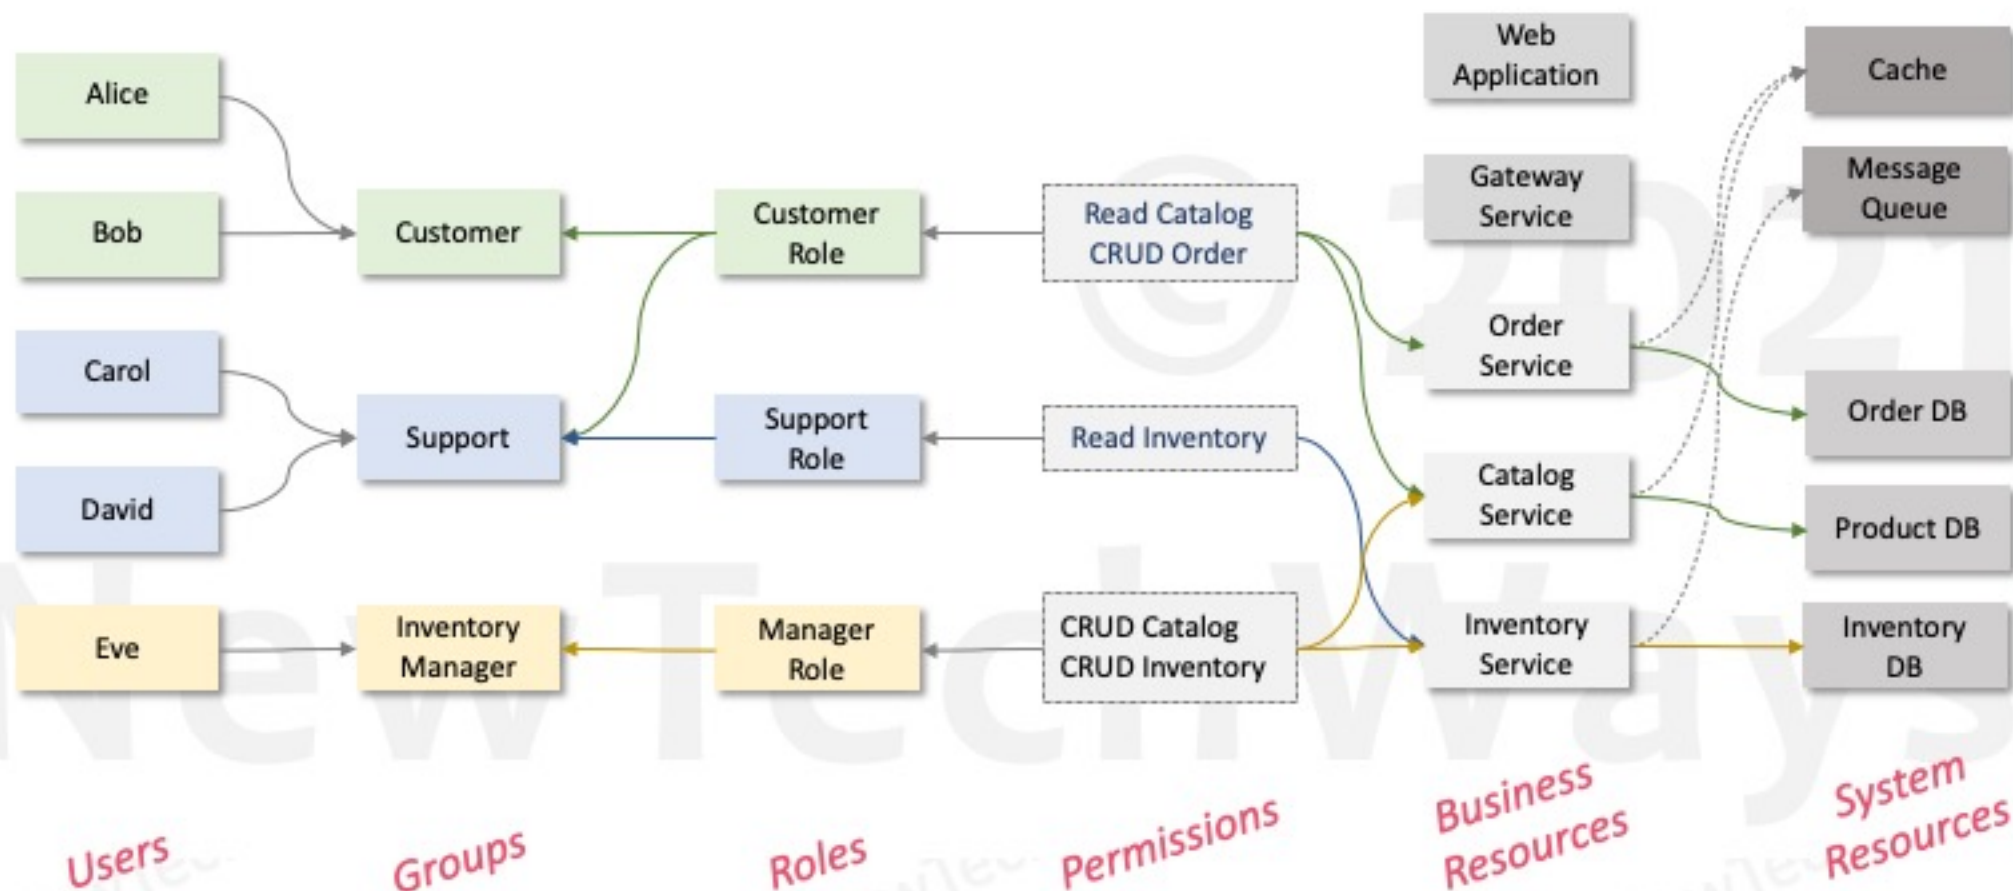 Alice
Bob
Carol
David
Eve
Customer
Support
Inventory
Manager
Customer
Role
Support
Role
Manager
Role
Read Catalog
CRUD Order
Read Inventory
CRUD Catalog
CRUD Inventory
Web
Application
Gateway
Service
Order
Service
Catalog
Service
Inventory
Service
Cache
Message
Queue
Order DB
Product DB
Inventory
DB
Users
Groups
Roles
Permissions
Business
Resources
System
Resources
© 2021
NewTechWays